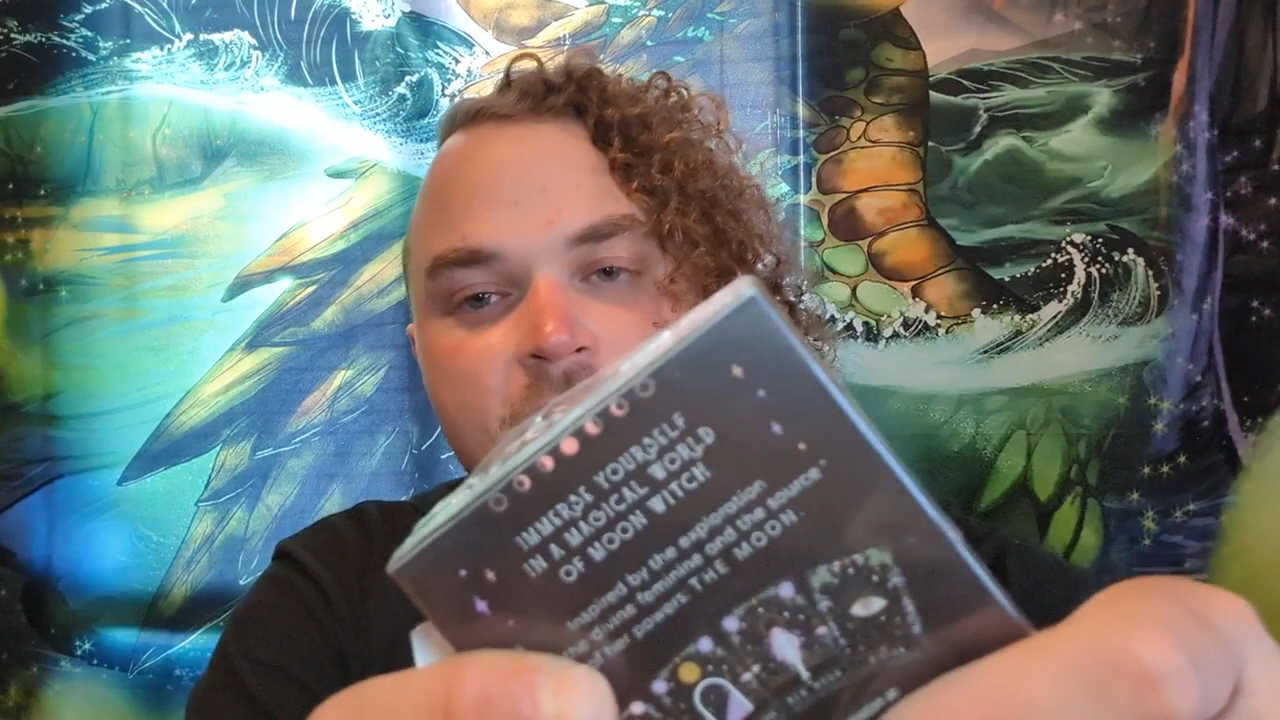 IMMERSE YOURSELF
IN A MAGICAL WORLD
OF MOON WITCH
Inspired by the exploration
the divine feminine and the source
of her powers: THE MOON.